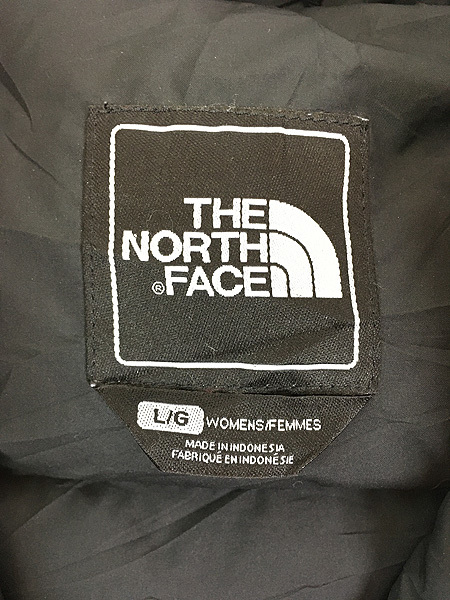 THE
NORTH
®FACE
L/G WOMENS/FEMMES
MADE IN INDONESIA
FABRIQUÉ EN INDONÉSIE